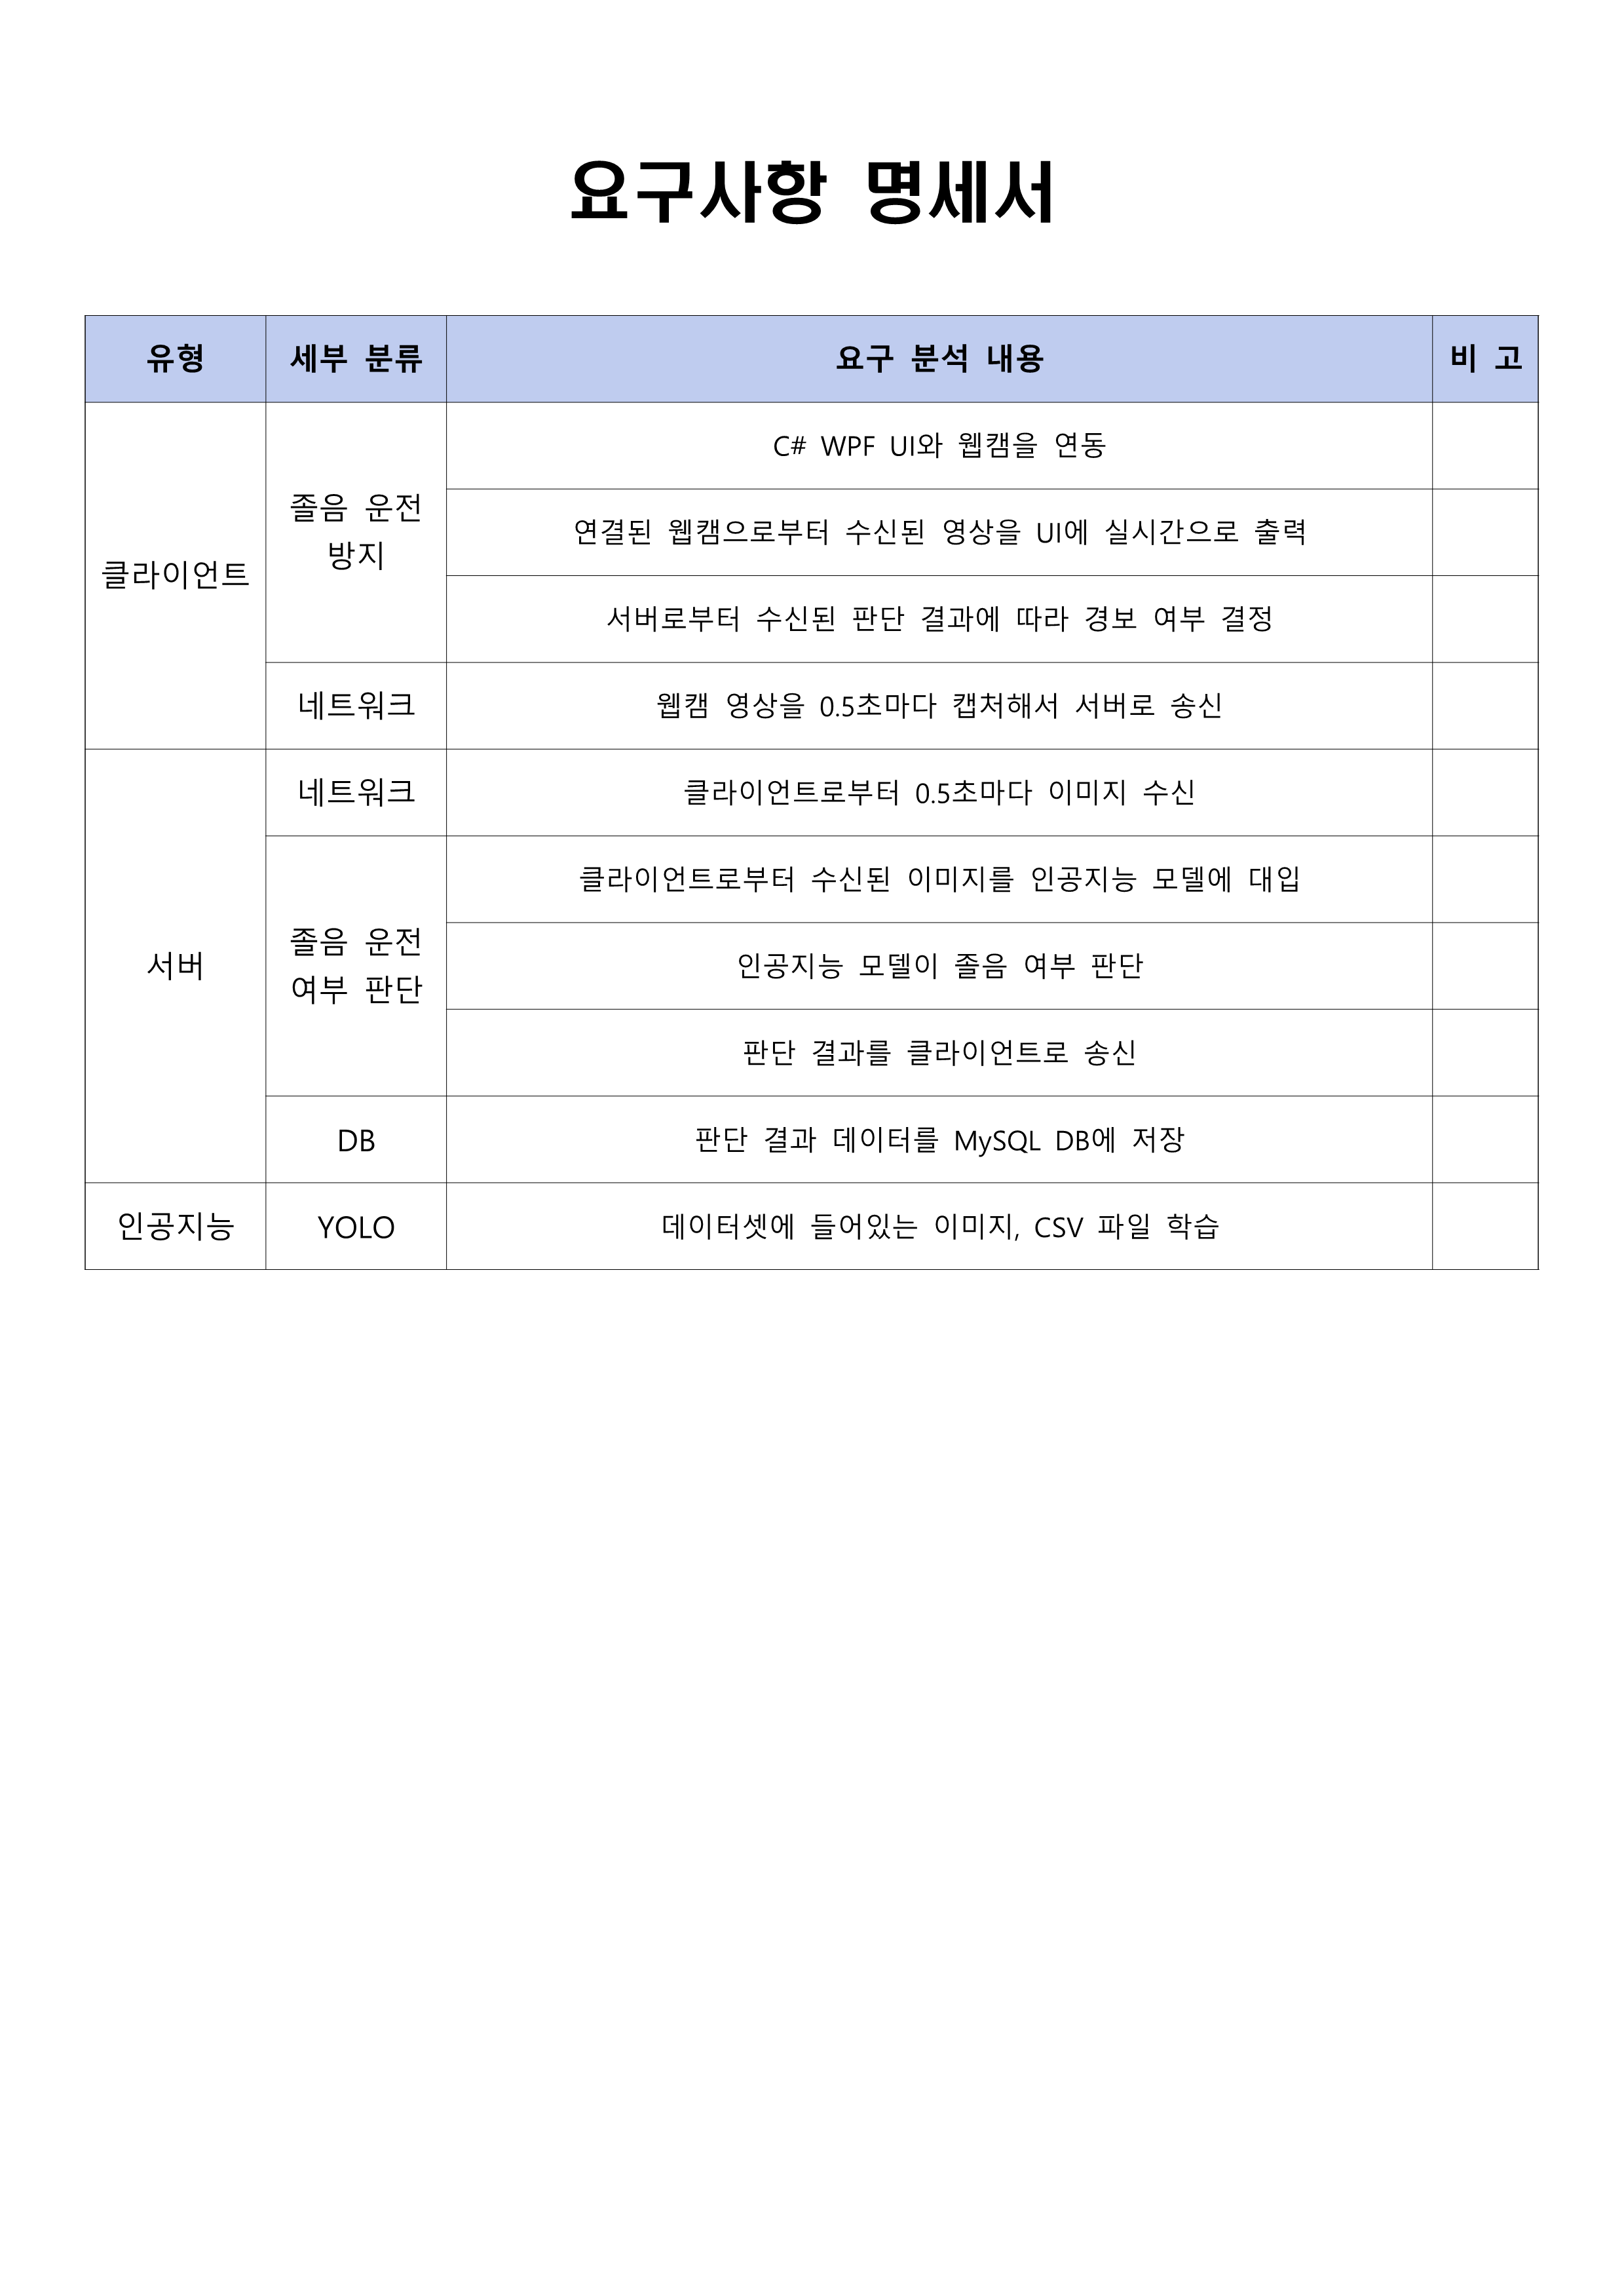 요구사항 명세서
유형 세부 분류 요구 분석 내용 비 고
클라이언트
졸음 운전
방지
C# WPF UI와 웹캠을 연동
연결된 웹캠으로부터 수신된 영상을 UI에 실시간으로 출력
서버로부터 수신된 판단 결과에 따라 경보 여부 결정
네트워크 웹캠 영상을 0.5초마다 캡처해서 서버로 송신
서버
네트워크 클라이언트로부터 0.5초마다 이미지 수신
졸음 운전
여부 판단
클라이언트로부터 수신된 이미지를 인공지능 모델에 대입
인공지능 모델이 졸음 여부 판단
판단 결과를 클라이언트로 송신
DB 판단 결과 데이터를 MySQL DB에 저장
인공지능 YOLO 데이터셋에 들어있는 이미지, CSV 파일 학습